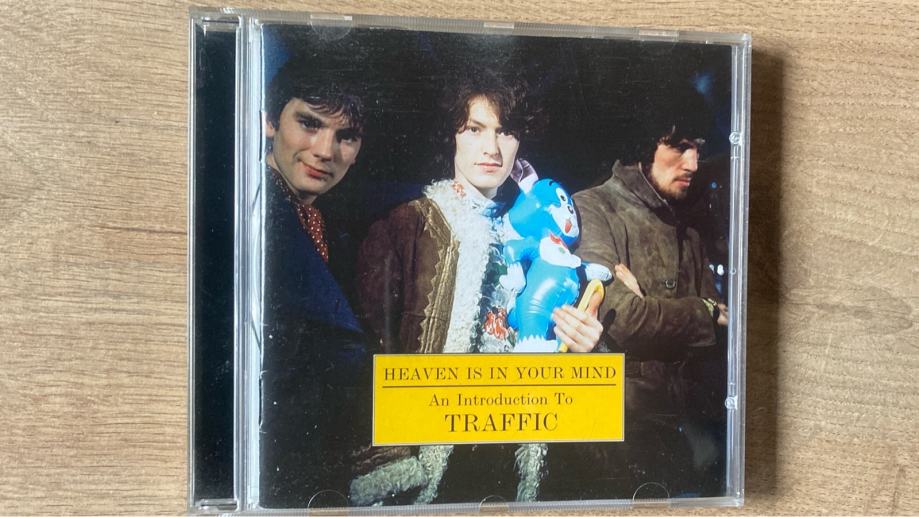 HEAVEN IS IN YOUR MIND
An Introduction To
TRAFFIC